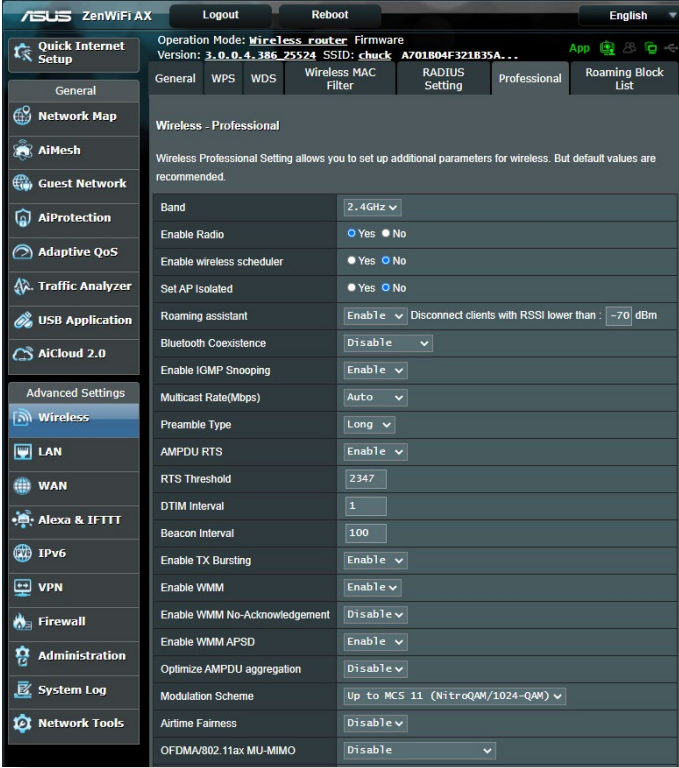 ASUS ZenWiFi AX Logout Reboot English
Quick Internet Setup
Operation Mode: Wireless router Firmware
Version: 3.0.0.4.386_25524 SSID: chuck A701B04F321B35A...
App
General WPS WDS Wireless MAC Filter RADIUS Setting Professional Roaming Block List
General
Network Map
AiMesh
Guest Network
AiProtection
Adaptive QoS
Traffic Analyzer
USB Application
AiCloud 2.0
Advanced Settings
Wireless
LAN
WAN
Alexa & IFTTT
IPv6
VPN
Firewall
Administration
System Log
Network Tools
Wireless - Professional
Wireless Professional Setting allows you to set up additional parameters for wireless. But default values are
recommended.
Band 2.4GHz
Enable Radio Yes No
Enable wireless scheduler Yes No
Set AP Isolated Yes No
Roaming assistant Enable Disconnect clients with RSSI lower than : -70 dBm
Bluetooth Coexistence Disable
Enable IGMP Snooping Enable
Multicast Rate(Mbps) Auto
Preamble Type Long
AMPDU RTS Enable
RTS Threshold 2347
DTIM Interval 1
Beacon Interval 100
Enable TX Bursting Enable
Enable WMM Enable
Enable WMM No-Acknowledgement Disable
Enable WMM APSD Enable
Optimize AMPDU aggregation Disable
Modulation Scheme Up to MCS 11 (NitroQAM/1024-QAM)
Airtime Fairness Disable
OFDMA/802.11ax MU-MIMO Disable